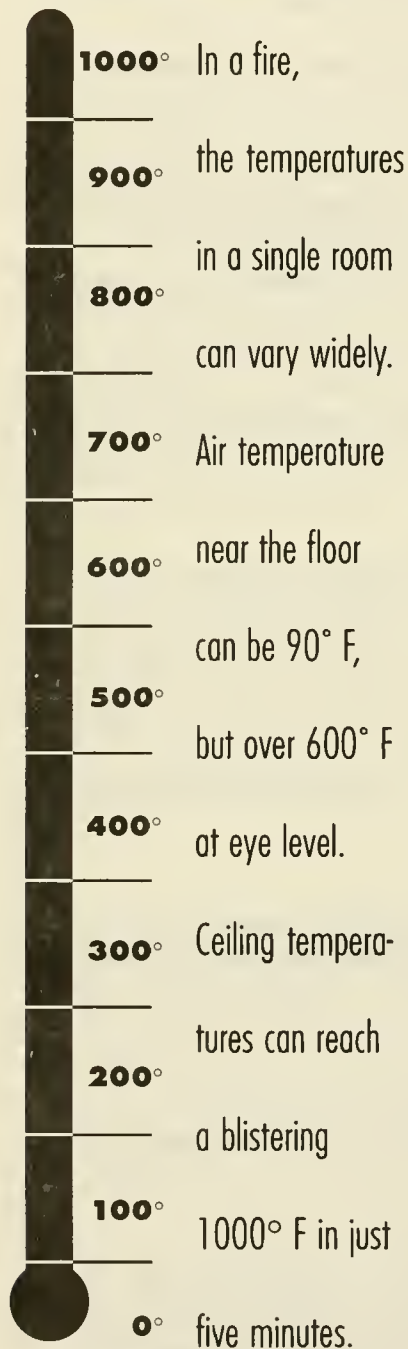 1000° In a fire,
900° the temperatures
800° in a single room
can vary widely.
700° Air temperature
600° near the floor
500° can be 90° F,
but over 600° F
400° at eye level.
300° Ceiling tempera-
200° tures can reach
a blistering
100° 1000° F in just
0° five minutes.